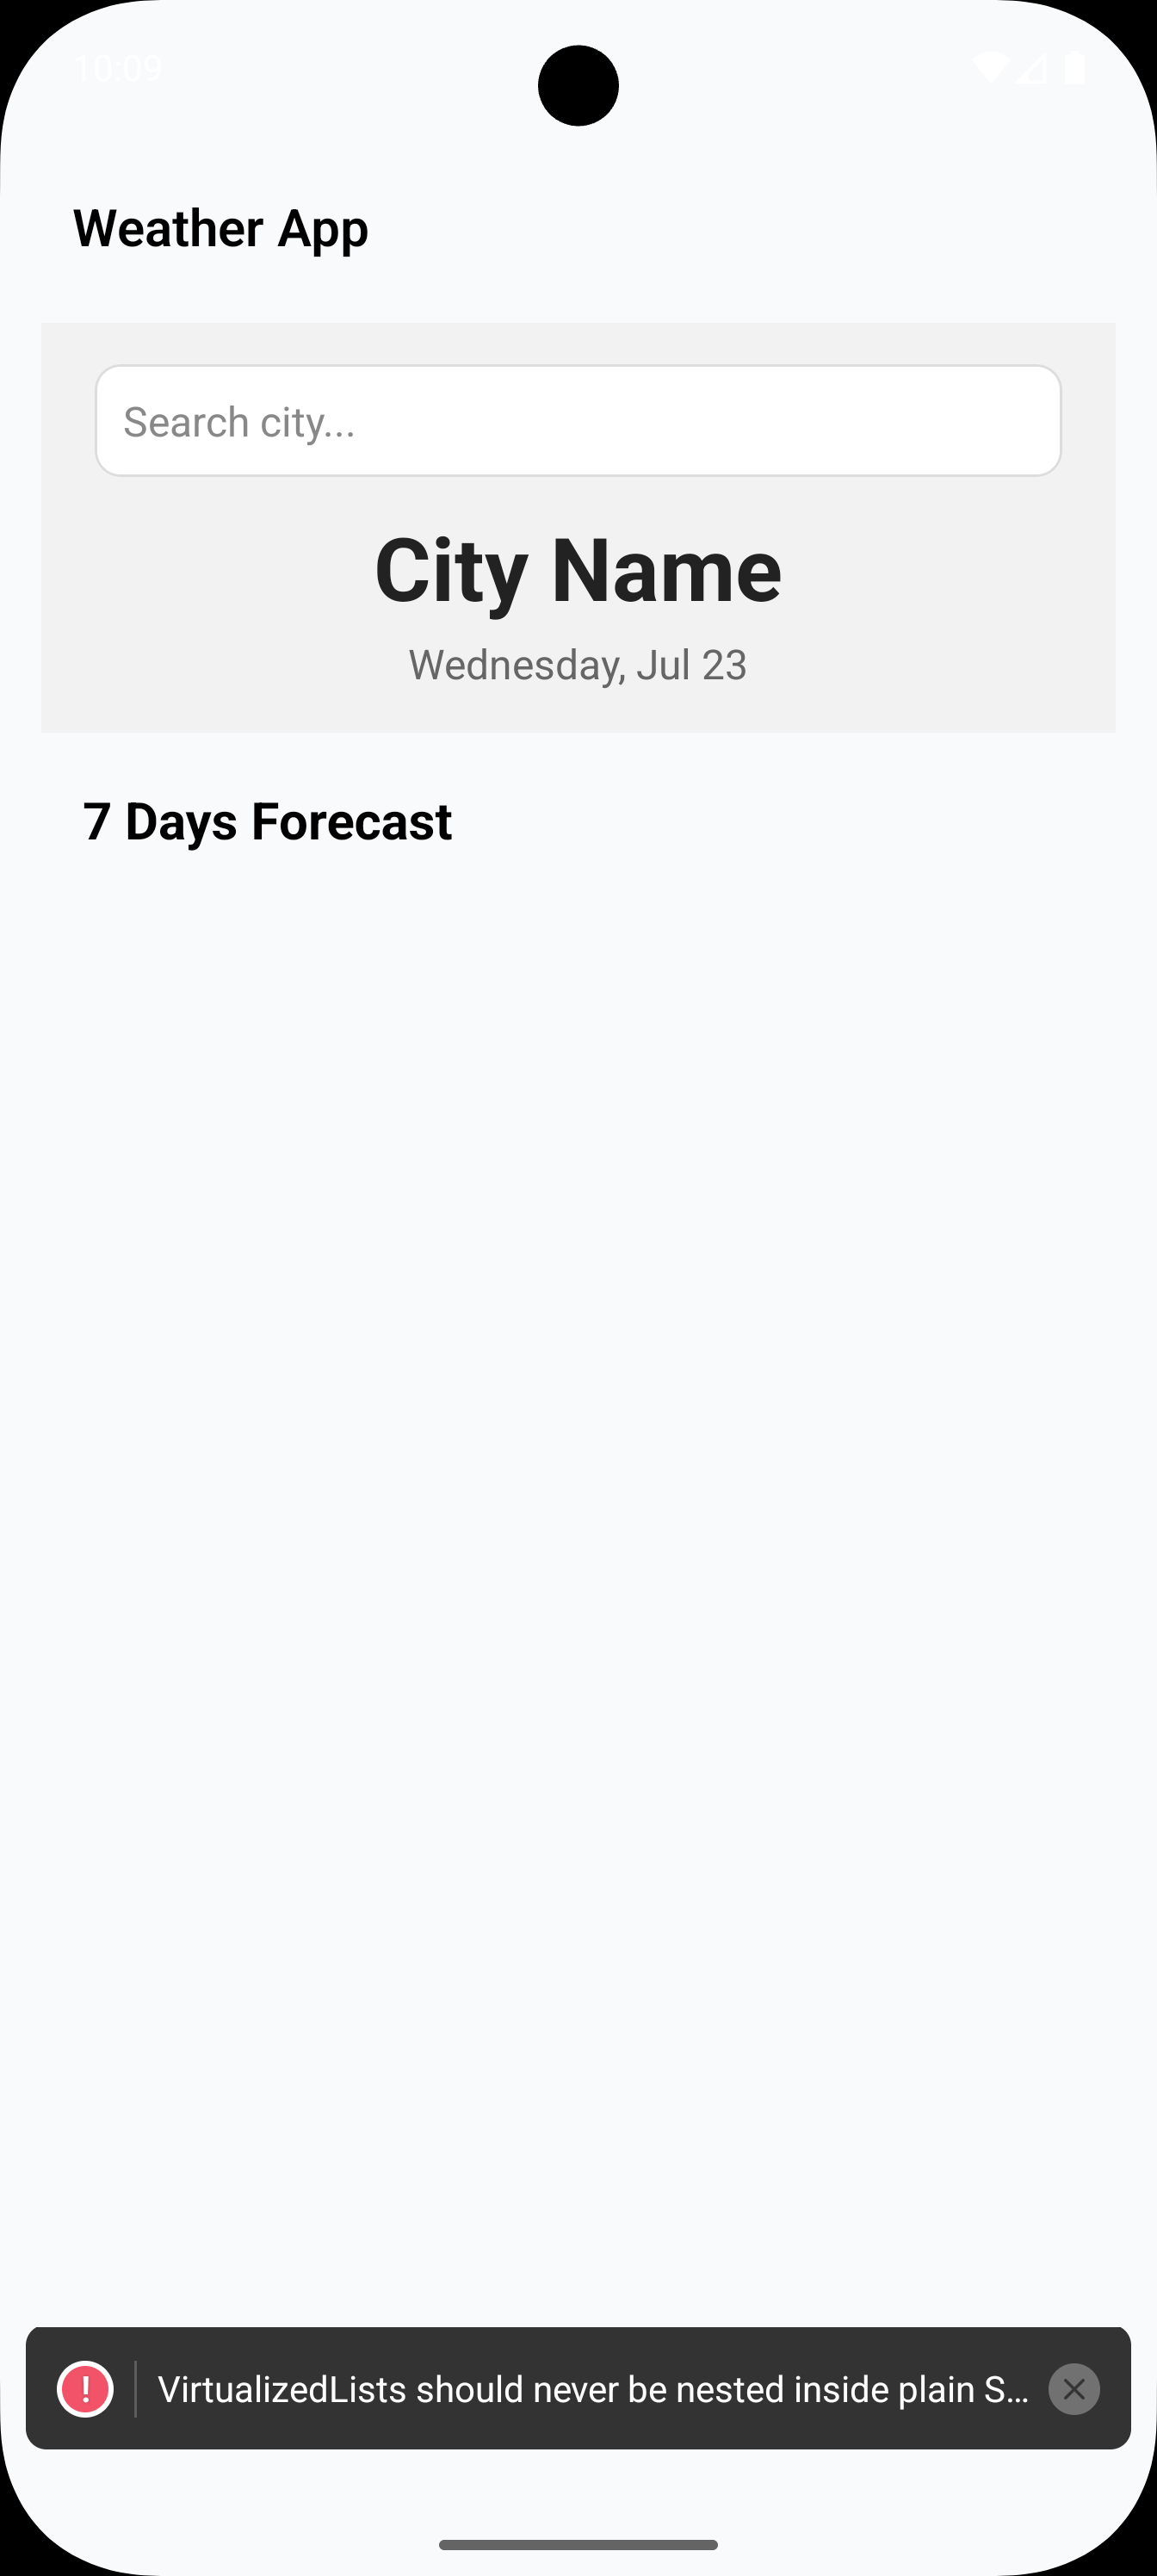 10:09
Weather App
Search city...
City Name
Wednesday, Jul 23
7 Days Forecast
! VirtualizedLists should never be nested inside plain S...